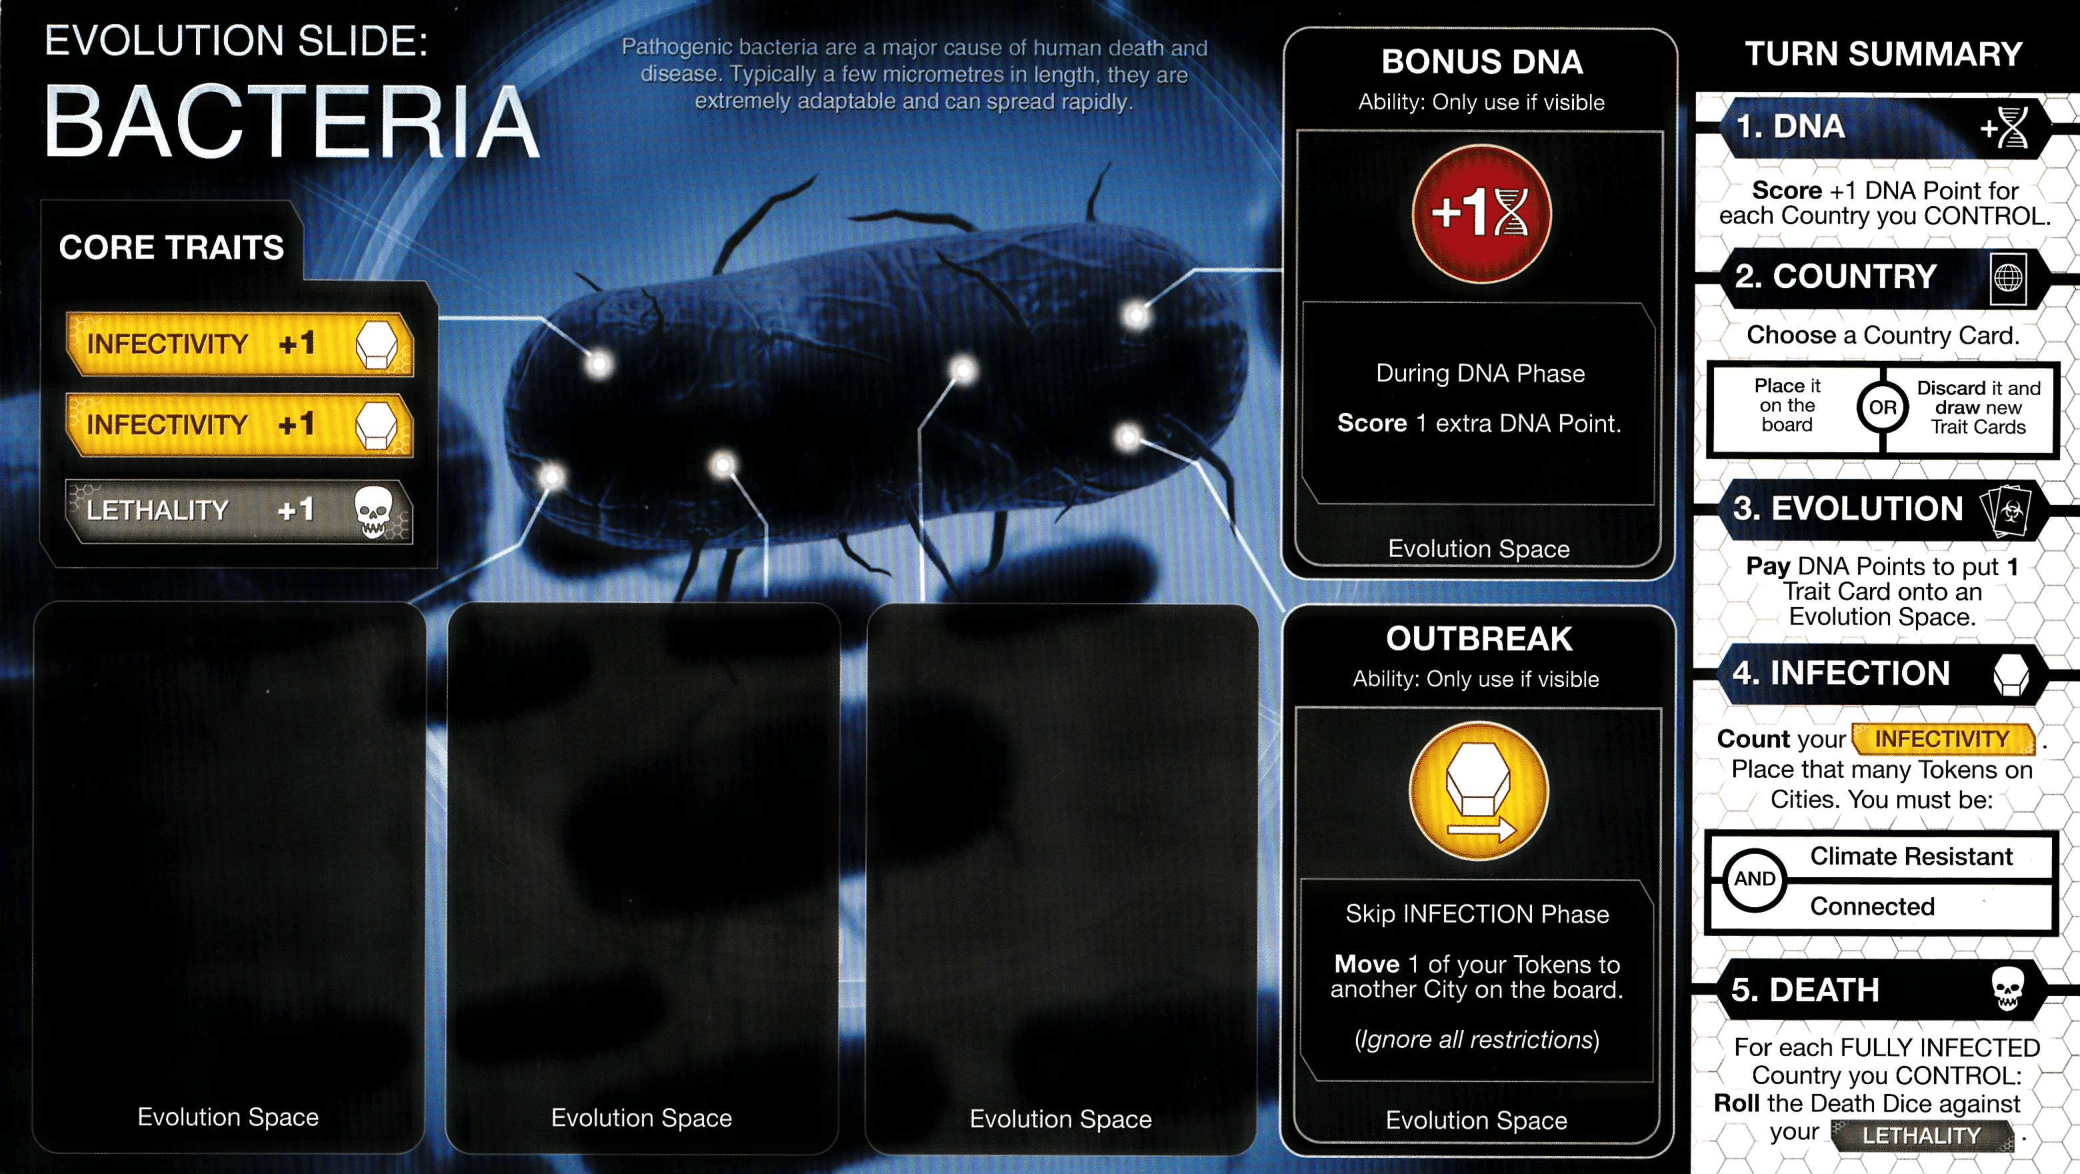 EVOLUTION SLIDE:
BACTERIA
Pathogenic bacteria are a major cause of human death and
disease. Typically a few micrometres in length, they are
extremely adaptable and can spread rapidly.
CORE TRAITS
INFECTIVITY +1
INFECTIVITY +1
LETHALITY +1
Evolution Space
Evolution Space
Evolution Space
BONUS DNA
Ability: Only use if visible
+1
During DNA Phase
Score 1 extra DNA Point.
Evolution Space
OUTBREAK
Ability: Only use if visible
Skip INFECTION Phase
Move 1 of your Tokens to
another City on the board.
(Ignore all restrictions)
Evolution Space
TURN SUMMARY
1. DNA +
Score +1 DNA Point for
each Country you CONTROL.
2. COUNTRY
Choose a Country Card.
Place it
on the
board
OR
Discard it and
draw new
Trait Cards
3. EVOLUTION
Pay DNA Points to put 1
Trait Card onto an
Evolution Space.
4. INFECTION
Count your INFECTIVITY .
Place that many Tokens on
Cities. You must be:
AND
Climate Resistant
Connected
5. DEATH
For each FULLY INFECTED
Country you CONTROL:
Roll the Death Dice against
your LETHALITY .